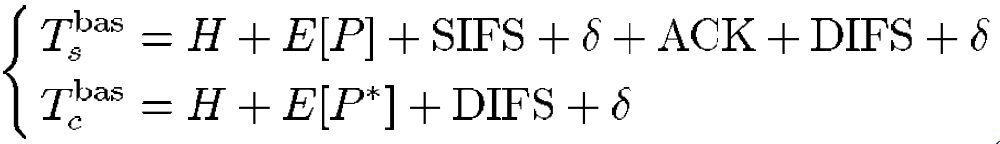 T_s^bas = H + E[P] + SIFS + δ + ACK + DIFS + δ
T_c^bas = H + E[P*] + DIFS + δ